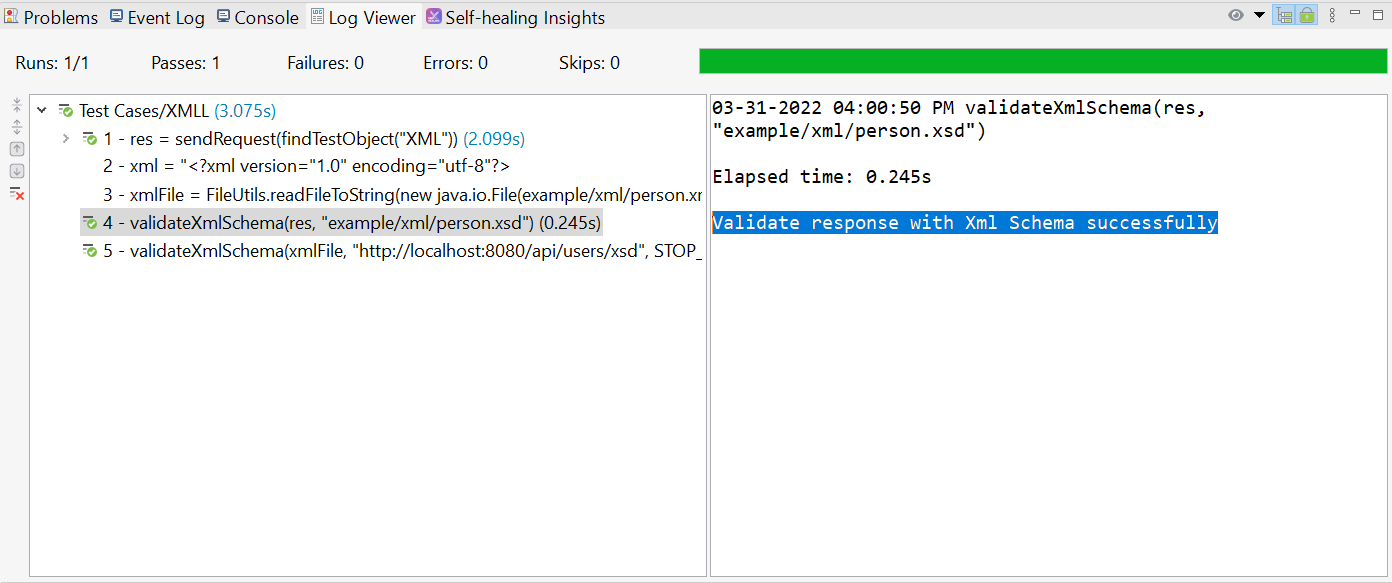 Problems Event Log Console Log Viewer Self-healing Insights
Runs: 1/1 Passes: 1 Failures: 0 Errors: 0 Skips: 0
Test Cases/XMLL (3.075s)
1 - res = sendRequest(findTestObject("XML")) (2.099s)
2 - xml = "<?xml version="1.0" encoding="utf-8"?>
3 - xmlFile = FileUtils.readFileToString(new java.io.File(example/xml/person.xr
4 - validateXmlSchema(res, "example/xml/person.xsd") (0.245s)
5 - validateXmlSchema(xmlFile, "http://localhost:8080/api/users/xsd", STOP_
03-31-2022 04:00:50 PM validateXmlSchema(res,
"example/xml/person.xsd")
Elapsed time: 0.245s
Validate response with Xml Schema successfully